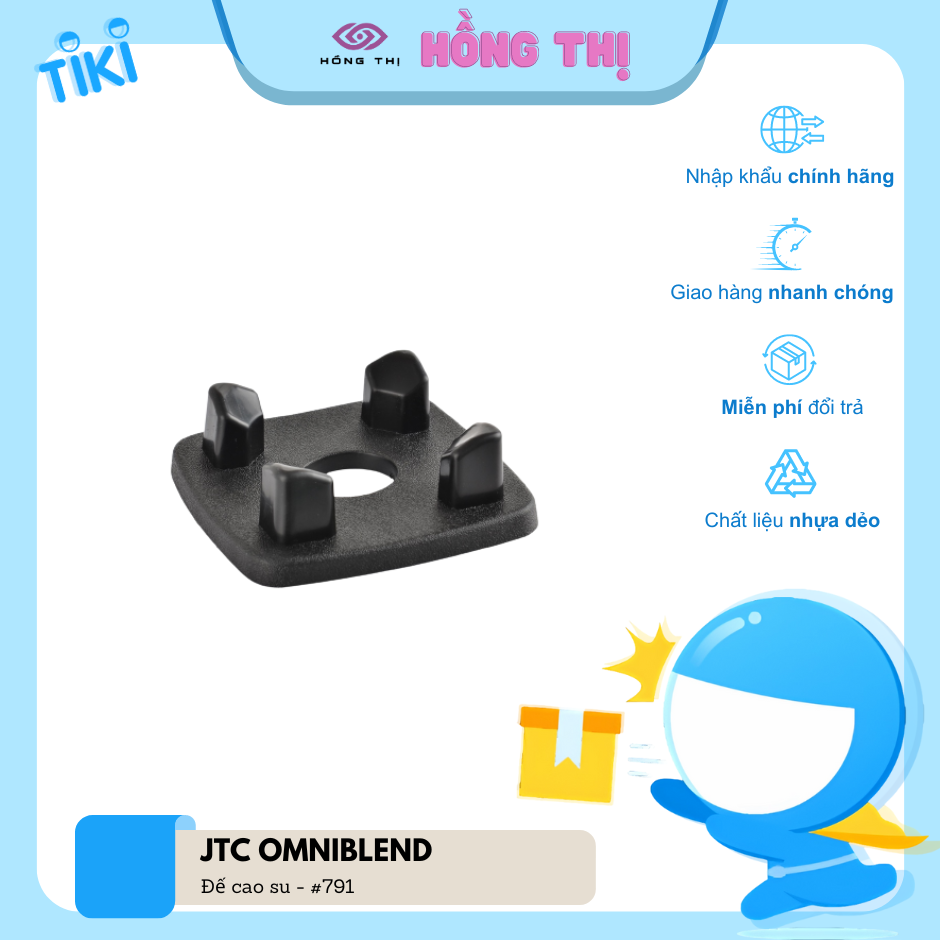 TIKI
HỒNG THỊ
HỒNG THỊ
Nhập khẩu chính hãng
Giao hàng nhanh chóng
Miễn phí đổi trả
Chất liệu nhựa dẻo
JTC OMNIBLEND
Đế cao su - #791